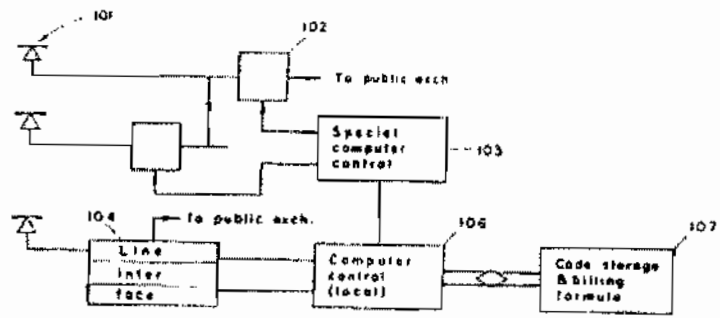 101
102
To public exch
Special
computer
control
103
104
To public exch.
106
107
Line
inter
face
Computer
control
(local)
Code storage
& billing
formula